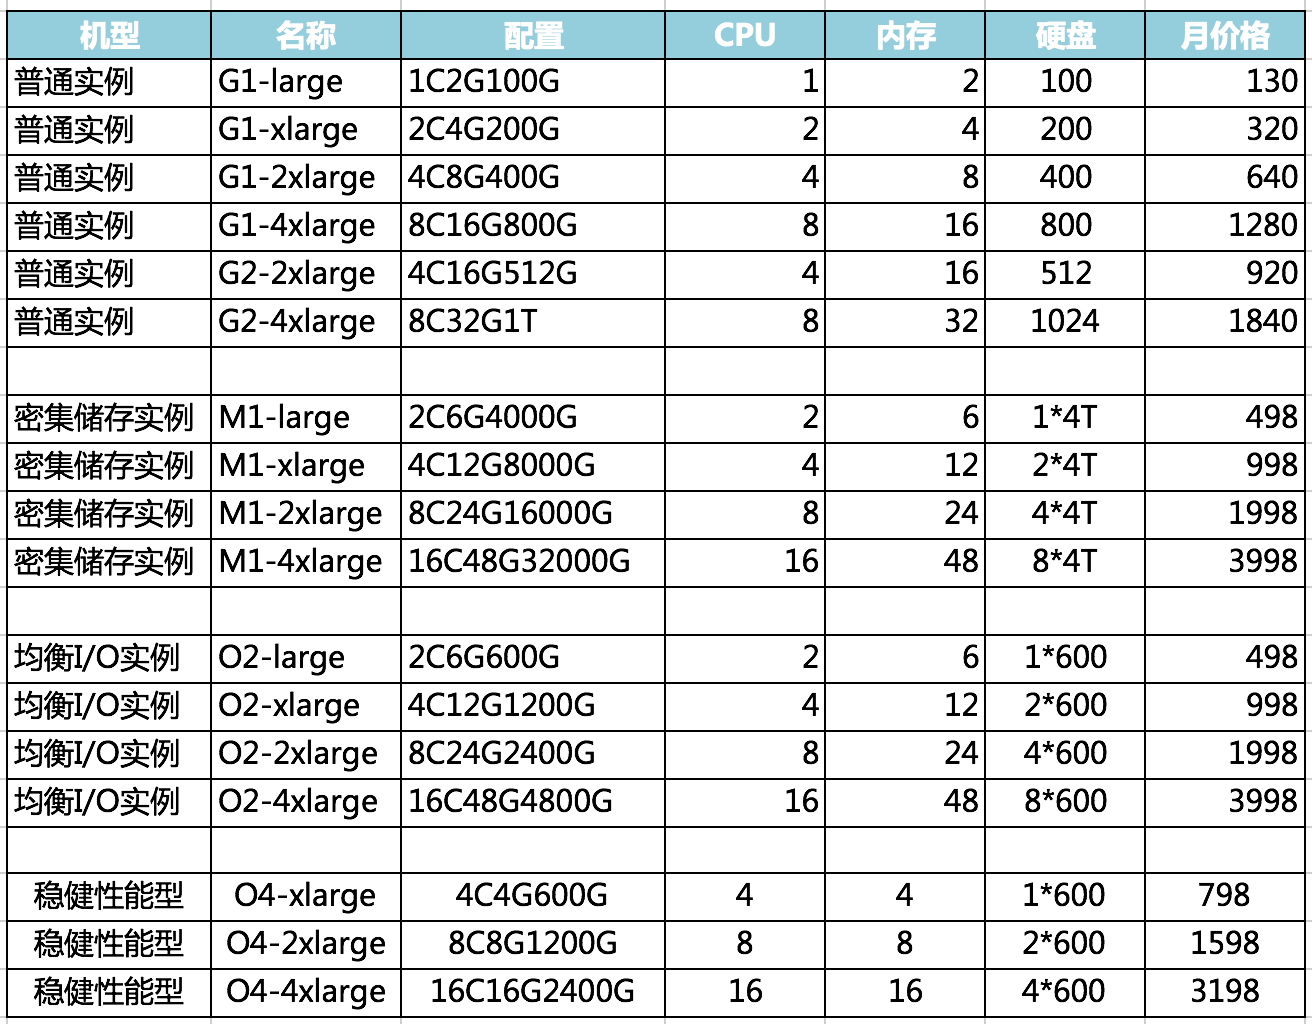 机型 名称 配置 CPU 内存 硬盘 月价格
普通实例 G1-large 1C2G100G 1 2 100 130
普通实例 G1-xlarge 2C4G200G 2 4 200 320
普通实例 G1-2xlarge 4C8G400G 4 8 400 640
普通实例 G1-4xlarge 8C16G800G 8 16 800 1280
普通实例 G2-2xlarge 4C16G512G 4 16 512 920
普通实例 G2-4xlarge 8C32G1T 8 32 1024 1840
密集储存实例 M1-large 2C6G4000G 2 6 1*4T 498
密集储存实例 M1-xlarge 4C12G8000G 4 12 2*4T 998
密集储存实例 M1-2xlarge 8C24G16000G 8 24 4*4T 1998
密集储存实例 M1-4xlarge 16C48G32000G 16 48 8*4T 3998
均衡I/O实例 O2-large 2C6G600G 2 6 1*600 498
均衡I/O实例 O2-xlarge 4C12G1200G 4 12 2*600 998
均衡I/O实例 O2-2xlarge 8C24G2400G 8 24 4*600 1998
均衡I/O实例 O2-4xlarge 16C48G4800G 16 48 8*600 3998
稳健性能型 O4-xlarge 4C4G600G 4 4 1*600 798
稳健性能型 O4-2xlarge 8C8G1200G 8 8 2*600 1598
稳健性能型 O4-4xlarge 16C16G2400G 16 16 4*600 3198